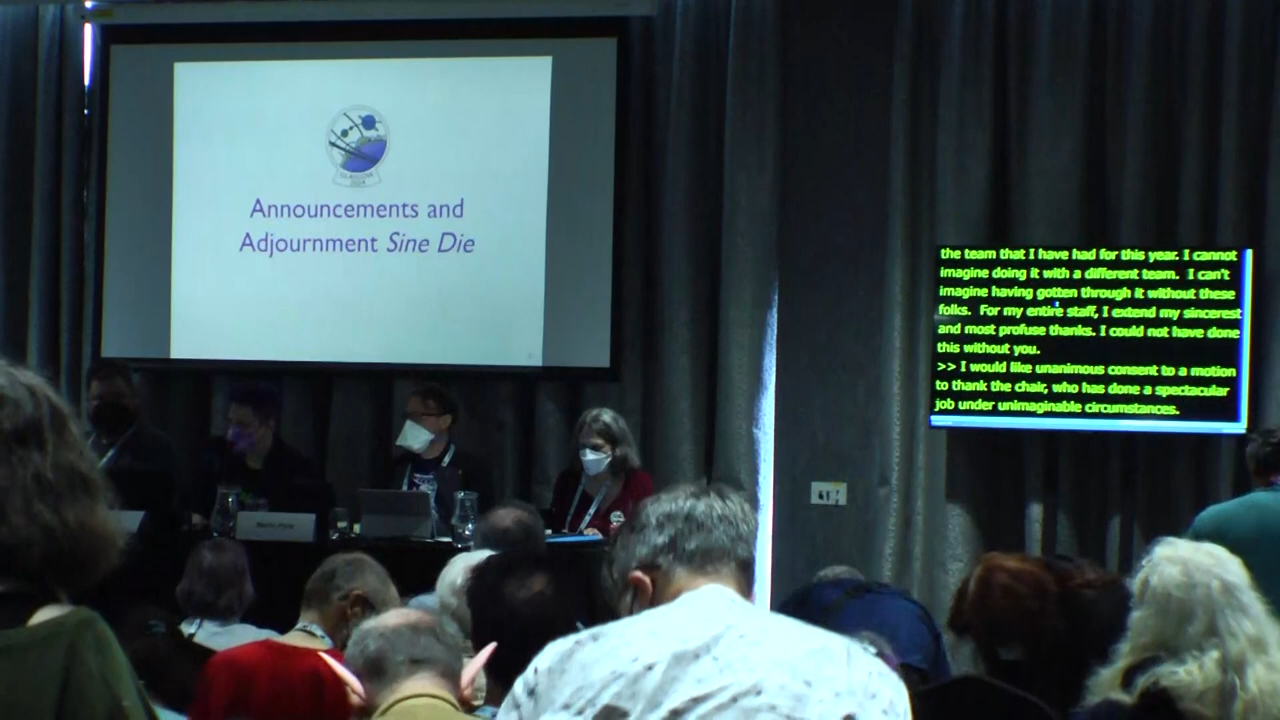 GLASGOW
2024
Announcements and
Adjournment Sine Die
the team that I have had for this year. I cannot
imagine doing it with a different team. I can't
imagine having gotten through it without these
folks. For my entire staff, I extend my sincerest
and most profuse thanks. I could not have done
this without you.
>> I would like unanimous consent to a motion
to thank the chair, who has done a spectacular
job under unimaginable circumstances.